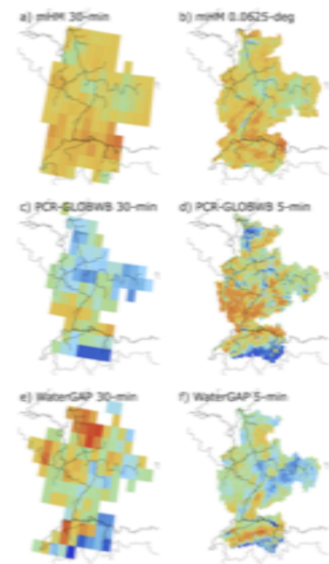 a) mHM 30-min
b) mHM 0.0625-deg
c) PCR-GLOBWB 30-min
d) PCR-GLOBWB 5-min
e) WaterGAP 30-min
f) WaterGAP 5-min